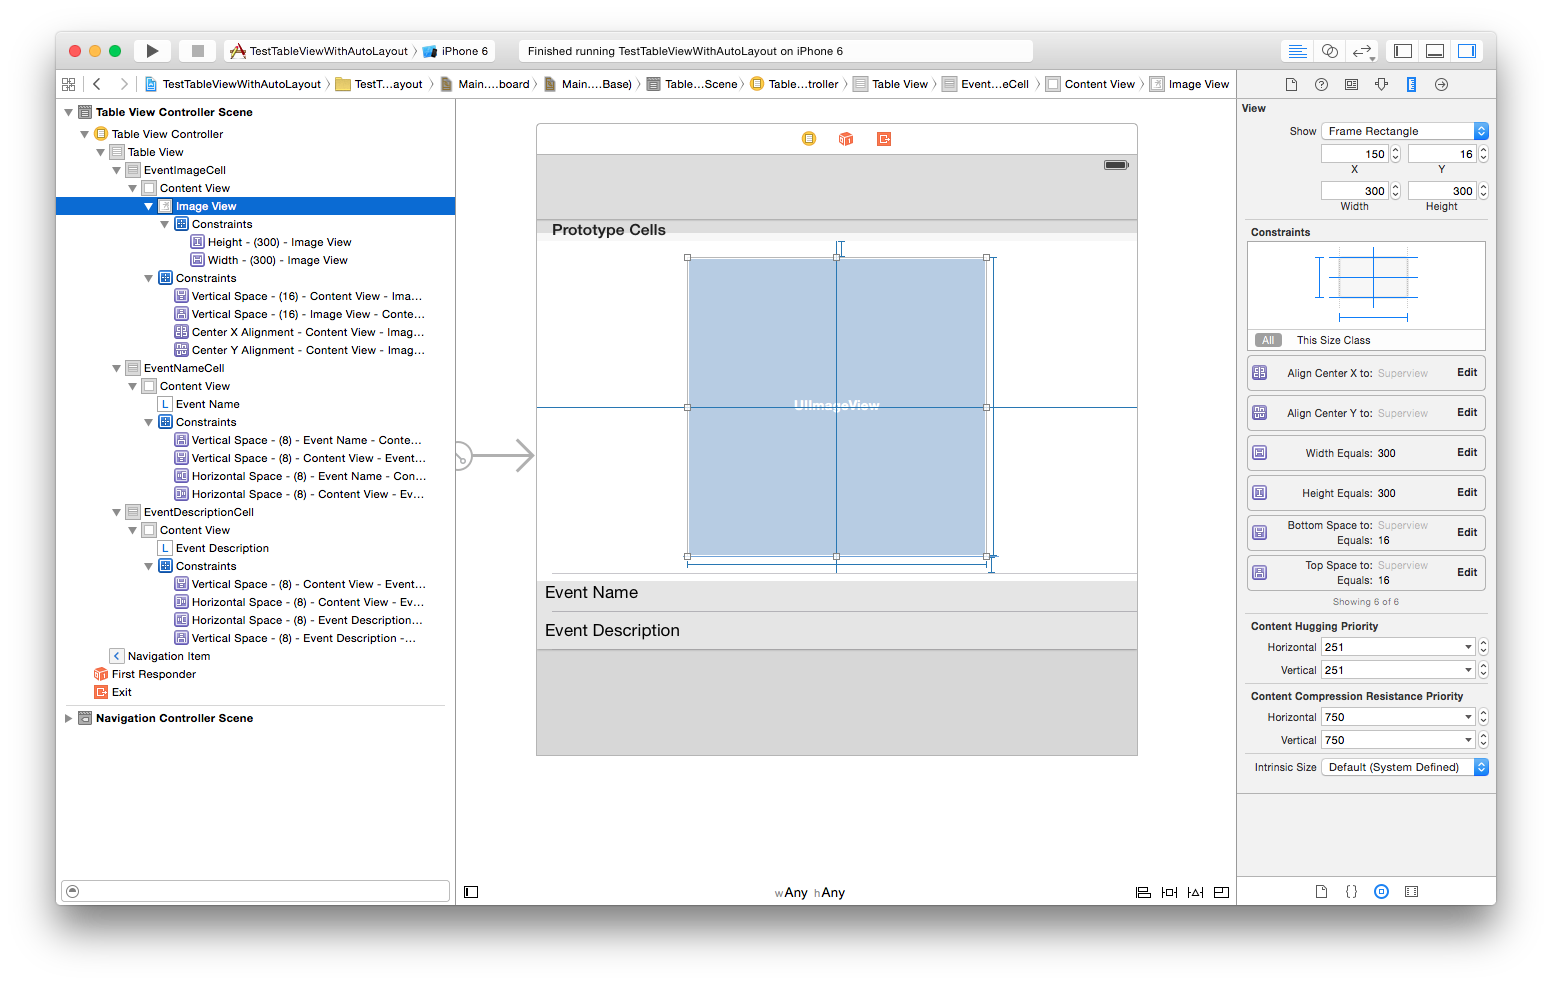 TestTableViewWithAutoLayout iPhone 6 Finished running TestTableViewWithAutoLayout on iPhone 6
TestTableViewWithAutoLayout TestT...ayout Main....board Main....Base) Table...Scene Table...troller Table View Event...eCell Content View Image View
Table View Controller Scene
Table View Controller
Table View
EventImageCell
Content View
Image View
Constraints
Height - (300) - Image View
Width - (300) - Image View
Constraints
Vertical Space - (16) - Content View - Ima...
Vertical Space - (16) - Image View - Conte...
Center X Alignment - Content View - Imag...
Center Y Alignment - Content View - Imag...
EventNameCell
Content View
L Event Name
Constraints
Vertical Space - (8) - Event Name - Conte...
Vertical Space - (8) - Content View - Event...
Horizontal Space - (8) - Event Name - Con...
Horizontal Space - (8) - Content View - Ev...
EventDescriptionCell
Content View
L Event Description
Constraints
Vertical Space - (8) - Content View - Event...
Horizontal Space - (8) - Content View - Ev...
Horizontal Space - (8) - Event Description...
Vertical Space - (8) - Event Description -...
Navigation Item
First Responder
Exit
Navigation Controller Scene
Prototype Cells
UIImageView
Event Name
Event Description
wAny hAny
View
Show Frame Rectangle
150 16
X Y
300 300
Width Height
Constraints
All This Size Class
Align Center X to: Superview Edit
Align Center Y to: Superview Edit
Width Equals: 300 Edit
Height Equals: 300 Edit
Bottom Space to: Superview
Equals: 16 Edit
Top Space to: Superview
Equals: 16 Edit
Showing 6 of 6
Content Hugging Priority
Horizontal 251
Vertical 251
Content Compression Resistance Priority
Horizontal 750
Vertical 750
Intrinsic Size Default (System Defined)